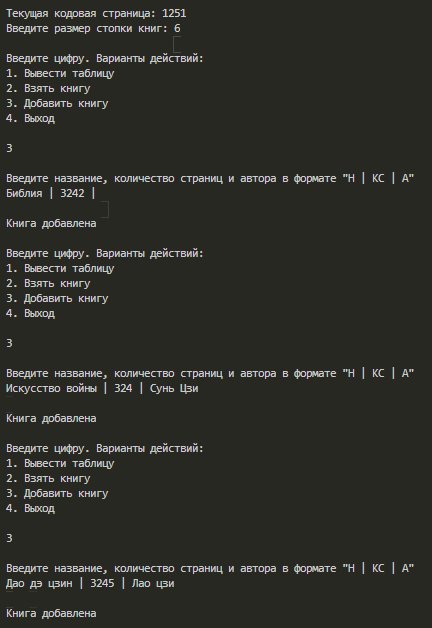 Текущая кодовая страница: 1251
Введите размер стопки книг: 6
Введите цифру. Варианты действий:
1. Вывести таблицу
2. Взять книгу
3. Добавить книгу
4. Выход
3
Введите название, количество страниц и автора в формате "Н | КС | А"
Библия | 3242 |
Книга добавлена
Введите цифру. Варианты действий:
1. Вывести таблицу
2. Взять книгу
3. Добавить книгу
4. Выход
3
Введите название, количество страниц и автора в формате "Н | КС | А"
Искусство войны | 324 | Сунь Цзи
Книга добавлена
Введите цифру. Варианты действий:
1. Вывести таблицу
2. Взять книгу
3. Добавить книгу
4. Выход
3
Введите название, количество страниц и автора в формате "Н | КС | А"
Дао дэ цзин | 3245 | Лао цзи
Книга добавлена